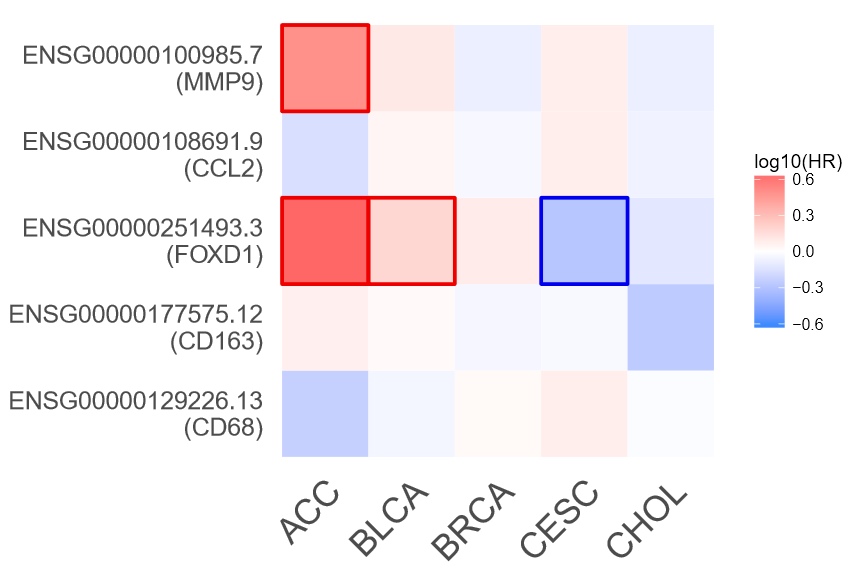 ENSG00000100985.7
(MMP9)
ENSG00000108691.9
(CCL2)
ENSG00000251493.3
(FOXD1)
ENSG00000177575.12
(CD163)
ENSG00000129226.13
(CD68)
ACC
BLCA
BRCA
CESC
CHOL
log10(HR)
0.6
0.3
0.0
−0.3
−0.6